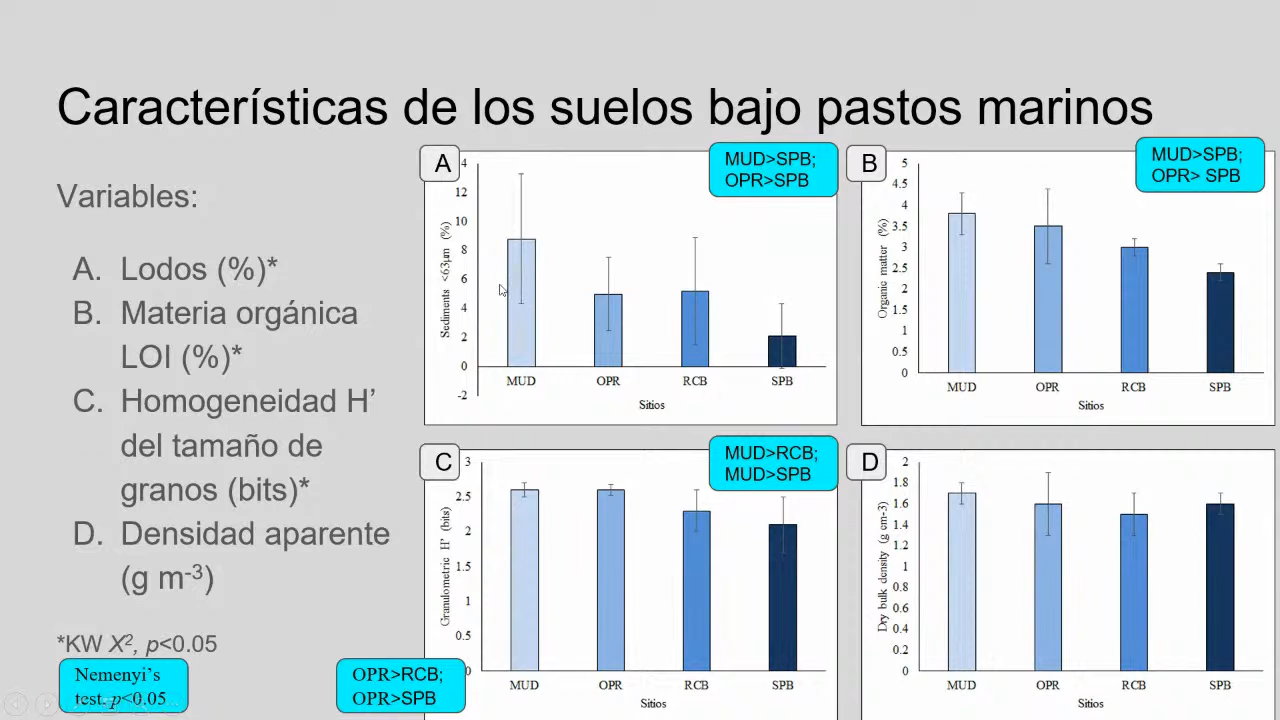 Características de los suelos bajo pastos marinos
Variables:
A. Lodos (%)*
B. Materia orgánica
LOI (%)*
C. Homogeneidad H’
del tamaño de
granos (bits)*
D. Densidad aparente
(g m-3)
*KW X2, p<0.05
Nemenyi’s
test. p<0.05
OPR>RCB;
OPR>SPB
A
MUD>SPB;
OPR>SPB
4
12
10
8
6
4
2
0
-2
Sediments <63µm (%)
MUD OPR RCB SPB
Sitios
B
MUD>SPB;
OPR> SPB
5
4.5
4
3.5
3
2.5
2
1.5
1
0.5
0
Organic matter (%)
MUD OPR RCB SPB
Sitios
C
MUD>RCB;
MUD>SPB
3
2.5
2
1.5
1
0.5
0
Granulometric H’ (bits)
MUD OPR RCB SPB
Sitios
D
2
1.8
1.6
1.4
1.2
1
0.8
0.6
0.4
0.2
0
Dry bulk density (g cm-3)
MUD OPR RCB SPB
Sitios